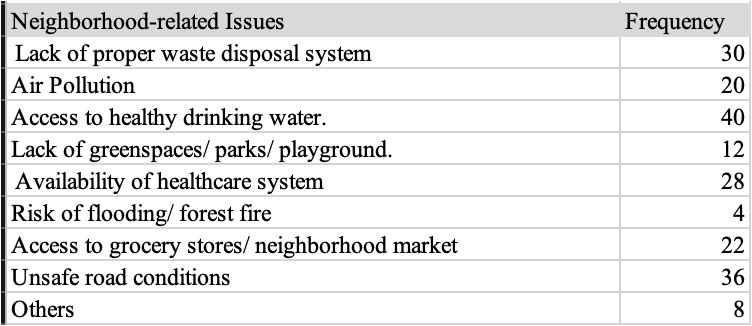 Neighborhood-related Issues Frequency
Lack of proper waste disposal system 30
Air Pollution 20
Access to healthy drinking water. 40
Lack of greenspaces/ parks/ playground. 12
Availability of healthcare system 28
Risk of flooding/ forest fire 4
Access to grocery stores/ neighborhood market 22
Unsafe road conditions 36
Others 8